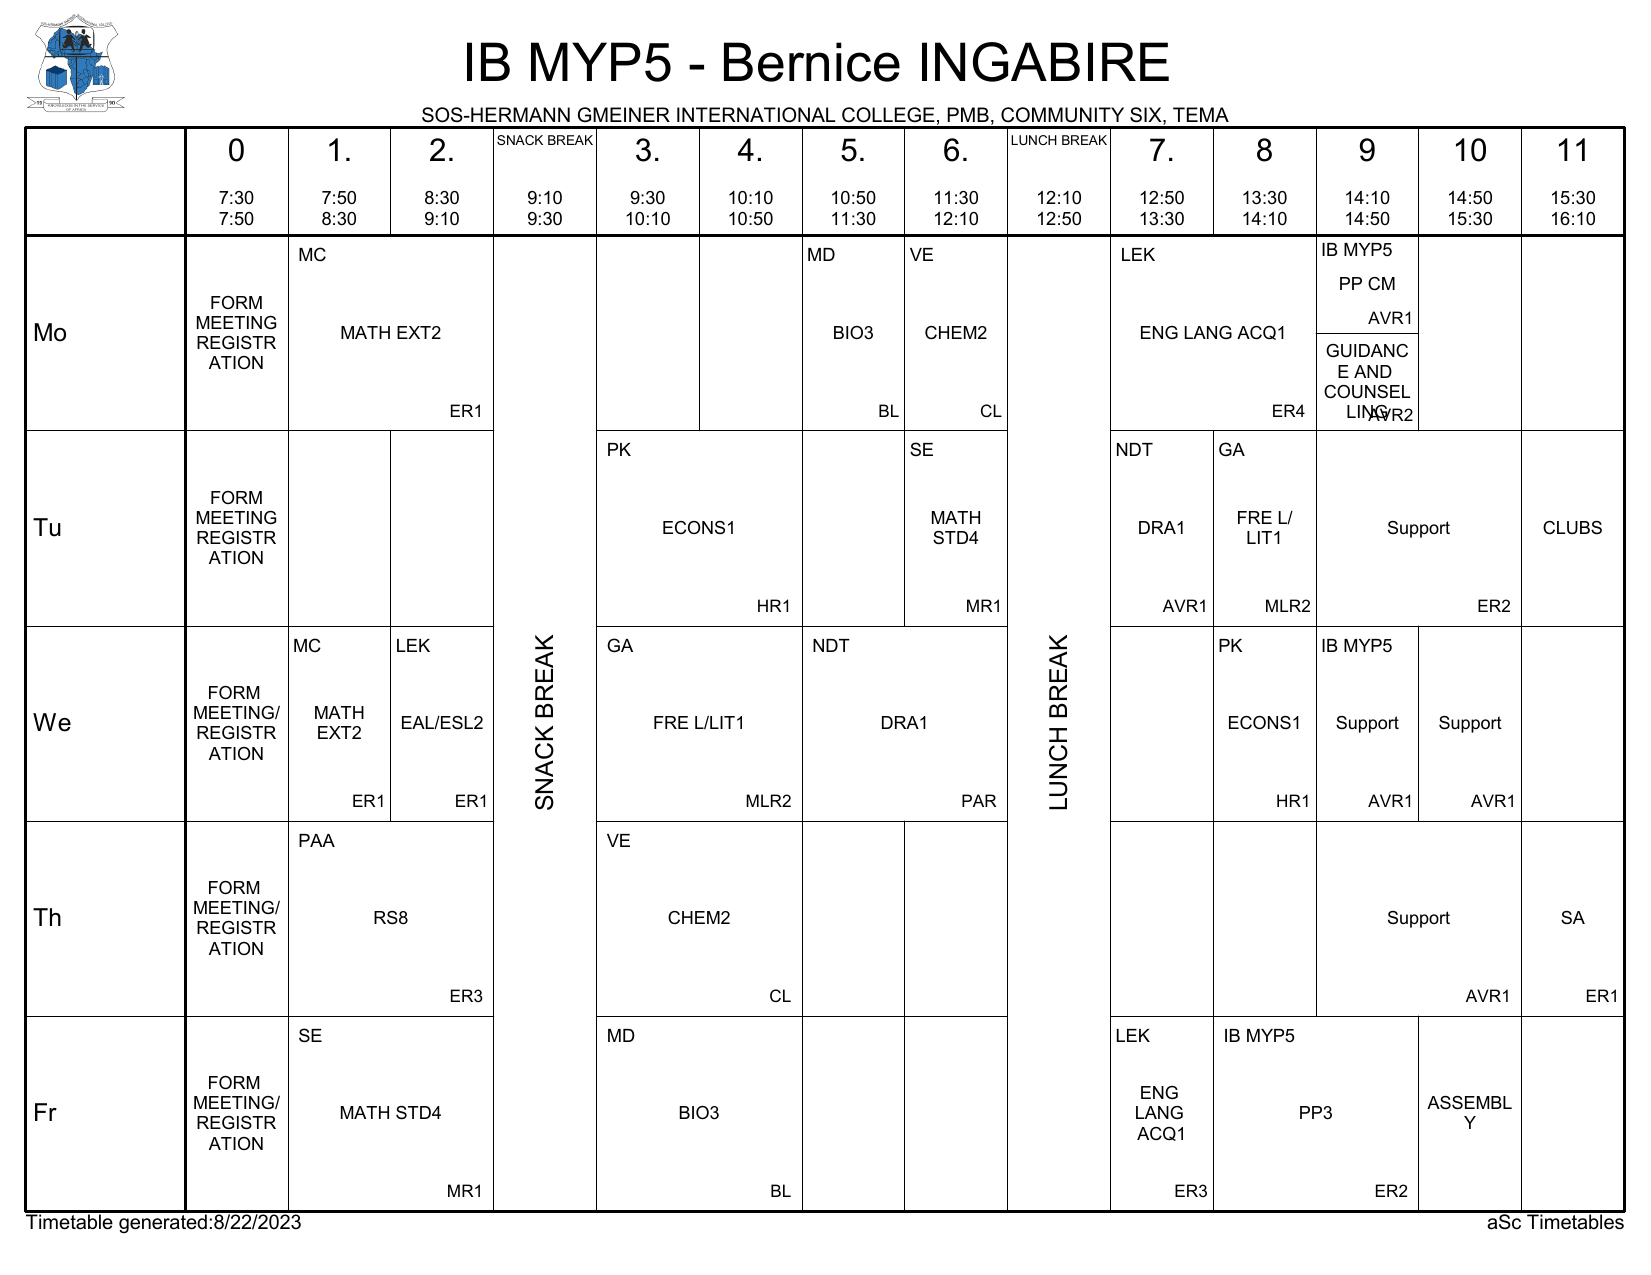 IB MYP5 - Bernice INGABIRE
SOS-HERMANN GMEINER INTERNATIONAL COLLEGE, PMB, COMMUNITY SIX, TEMA
KNOWLEDGE IN THE SERVICE
OF AFRICA
19 90
0 1. 2. SNACK BREAK 3. 4. 5. 6. LUNCH BREAK 7. 8 9 10 11
7:30 7:50 8:30 9:10 9:30 10:10 10:50 11:30 12:10 12:50 13:30 14:10 14:50 15:30
7:50 8:30 9:10 9:30 10:10 10:50 11:30 12:10 12:50 13:30 14:10 14:50 15:30 16:10
Mo
FORM
MEETING
REGISTR
ATION
MC
MATH EXT2
ER1
MD
BIO3
BL
VE
CHEM2
CL
LEK
ENG LANG ACQ1
ER4
IB MYP5
PP CM
AVR1
GUIDANC
E AND
COUNSEL
LING
AVR2
Tu
FORM
MEETING
REGISTR
ATION
PK
ECONS1
HR1
SE
MATH
STD4
MR1
NDT
DRA1
AVR1
GA
FRE L/
LIT1
MLR2
Support
ER2
CLUBS
We
FORM
MEETING/
REGISTR
ATION
MC
MATH
EXT2
ER1
LEK
EAL/ESL2
ER1
SNACK BREAK
GA
FRE L/LIT1
MLR2
NDT
DRA1
PAR
LUNCH BREAK
PK
ECONS1
HR1
IB MYP5
Support
AVR1
Support
AVR1
Th
FORM
MEETING/
REGISTR
ATION
PAA
RS8
ER3
VE
CHEM2
CL
Support
AVR1
SA
ER1
Fr
FORM
MEETING/
REGISTR
ATION
SE
MATH STD4
MR1
MD
BIO3
BL
LEK
ENG
LANG
ACQ1
ER3
IB MYP5
PP3
ER2
ASSEMBL
Y
Timetable generated:8/22/2023
aSc Timetables